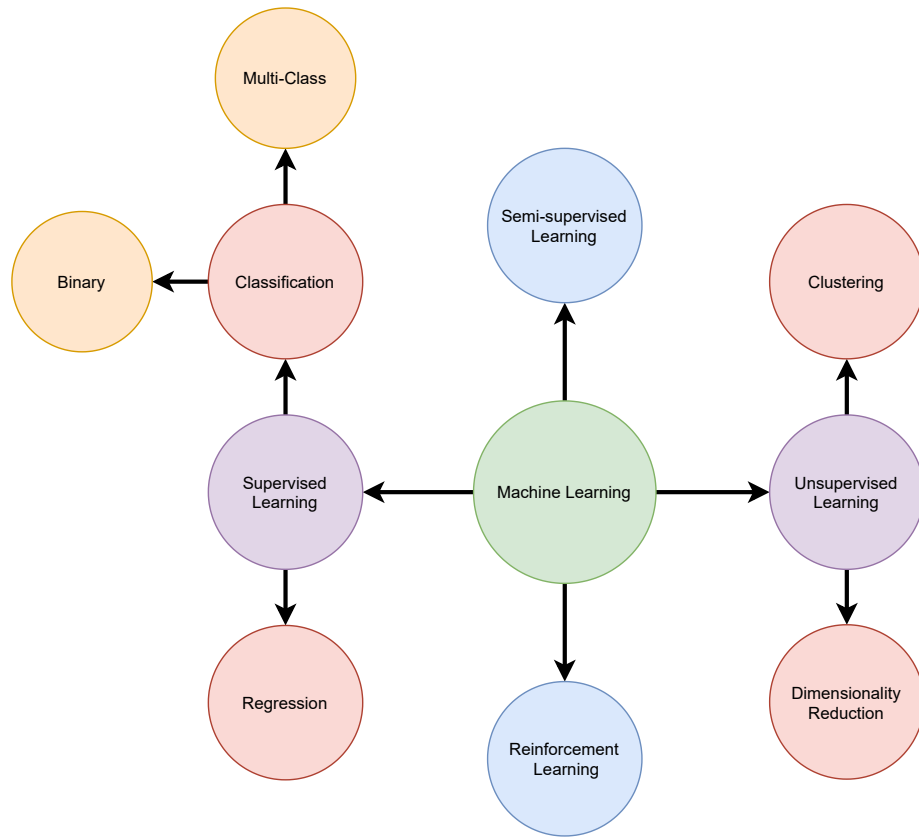 Multi-Class
Semi-supervised
Learning
Binary
Classification
Clustering
Supervised
Learning
Machine Learning
Unsupervised
Learning
Regression
Reinforcement
Learning
Dimensionality
Reduction